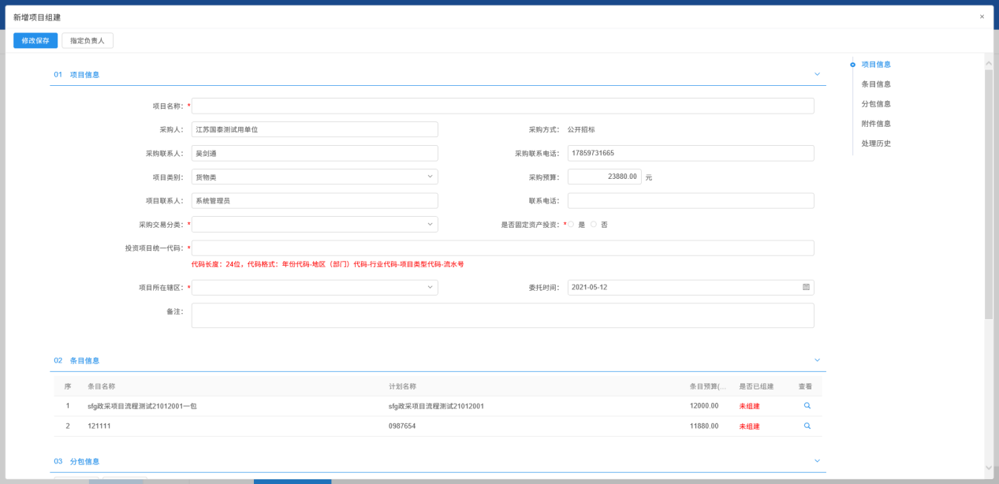 新增项目组建 ×
修改保存 指定负责人
01 项目信息
项目名称：*
采购人： 江苏国泰测试用单位 采购方式： 公开招标
采购联系人： 吴剑通 采购联系电话： 17859731665
项目类别： 货物类 采购预算： 23880.00 元
项目联系人： 系统管理员 联系电话：
采购交易分类：* 是否固定资产投资：* 是 否
投资项目统一代码：*
代码长度：24位，代码格式：年份代码-地区（部门）代码-行业代码-项目类型代码-流水号
项目所在辖区：* 委托时间： 2021-05-12
备注：
02 条目信息
序 条目名称 计划名称 条目预算(... 是否已组建 查看
1 sfg政采项目流程测试21012001一包 sfg政采项目流程测试21012001 12000.00 未组建
2 121111 0987654 11880.00 未组建
03 分包信息
项目信息
条目信息
分包信息
附件信息
处理历史